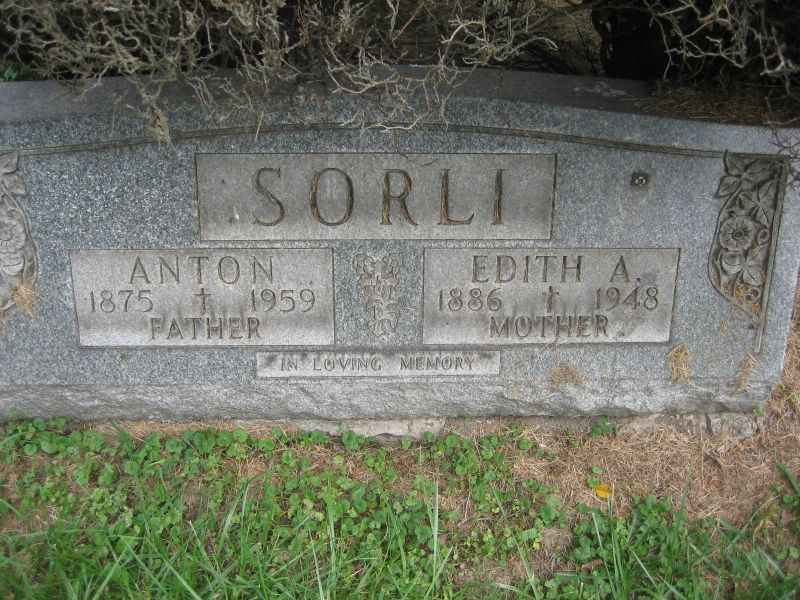 SORLI
ANTON
1875 † 1959
FATHER
EDITH A.
1886 † 1948
MOTHER
IN LOVING MEMORY